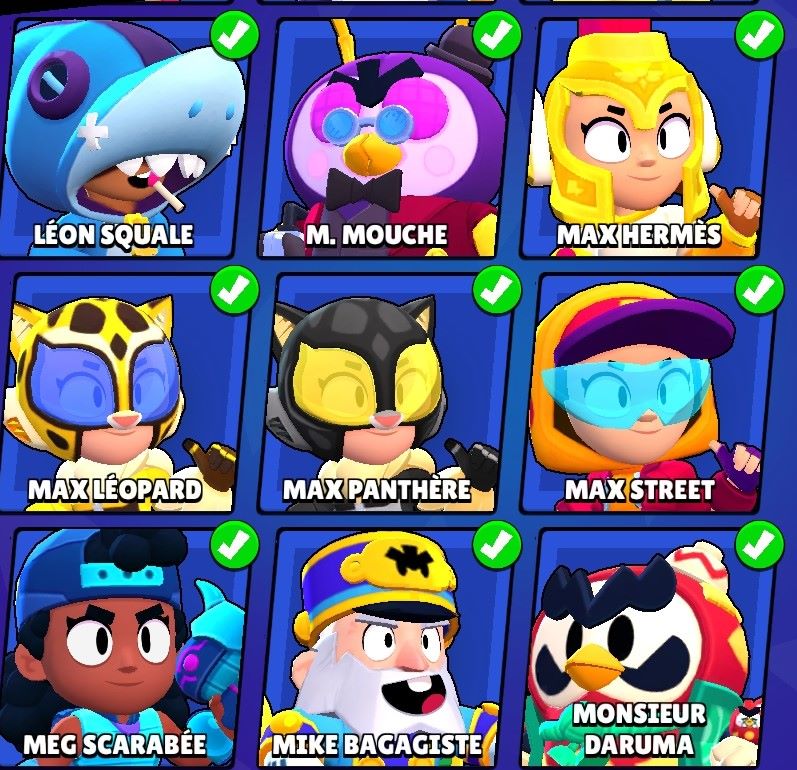 LÉON SQUALE
M. MOUCHE
MAX HERMÈS
MAX LÉOPARD
MAX PANTHÈRE
MAX STREET
MEG SCARABÉE
MIKE BAGAGISTE
MONSIEUR
DARUMA